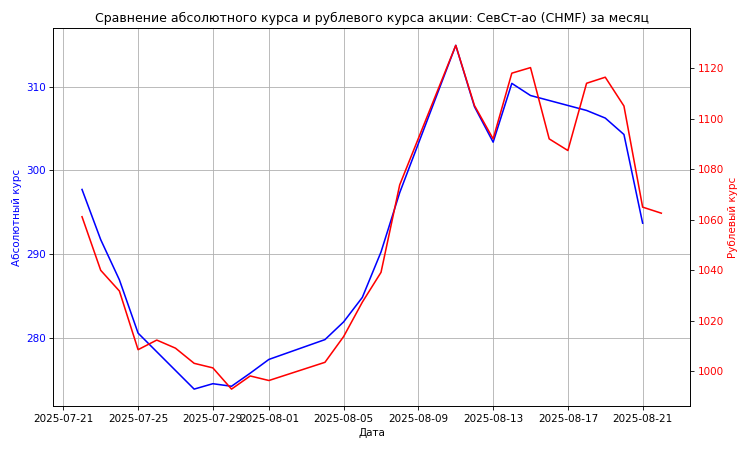 Сравнение абсолютного курса и рублевого курса акции: СевСт-ао (CHMF) за месяц
Абсолютный курс
310
300
290
280
Рублевый курс
1120
1100
1080
1060
1040
1020
1000
2025-07-21 2025-07-25 2025-07-29 2025-08-01 2025-08-05 2025-08-09 2025-08-13 2025-08-17 2025-08-21
Дата